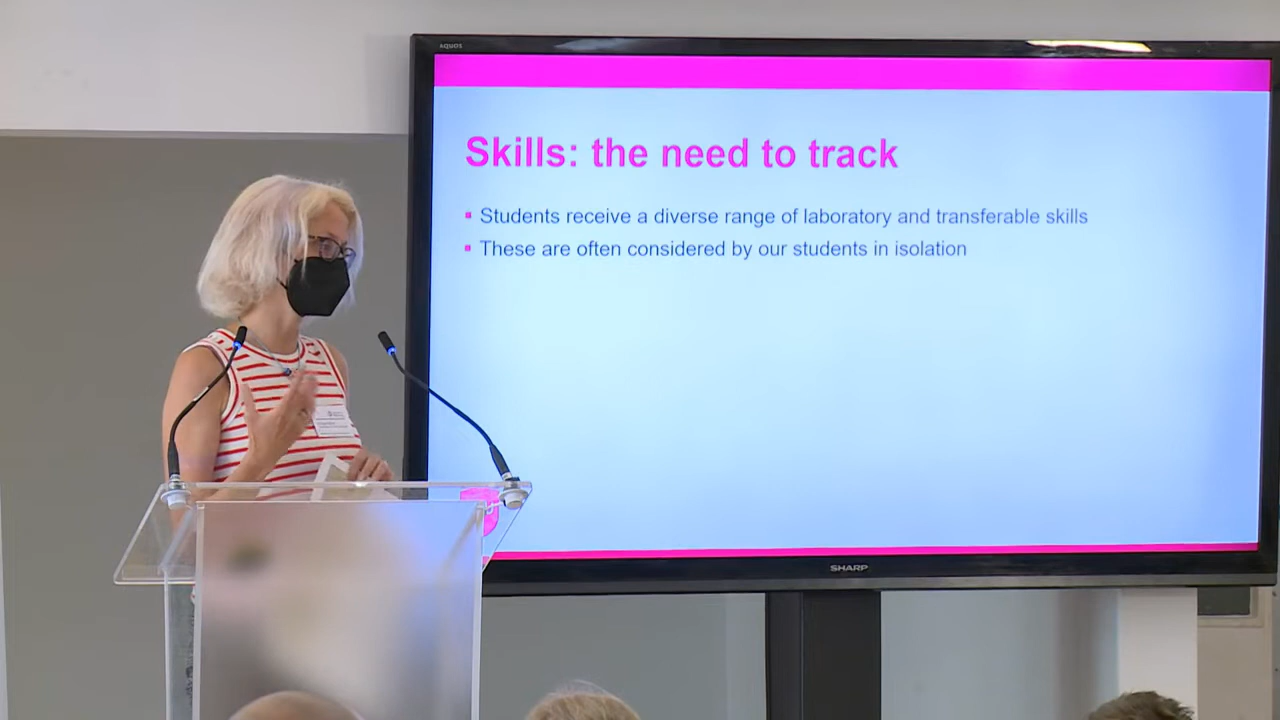 AQUOS
Skills: the need to track
Students receive a diverse range of laboratory and transferable skills
These are often considered by our students in isolation
SHARP